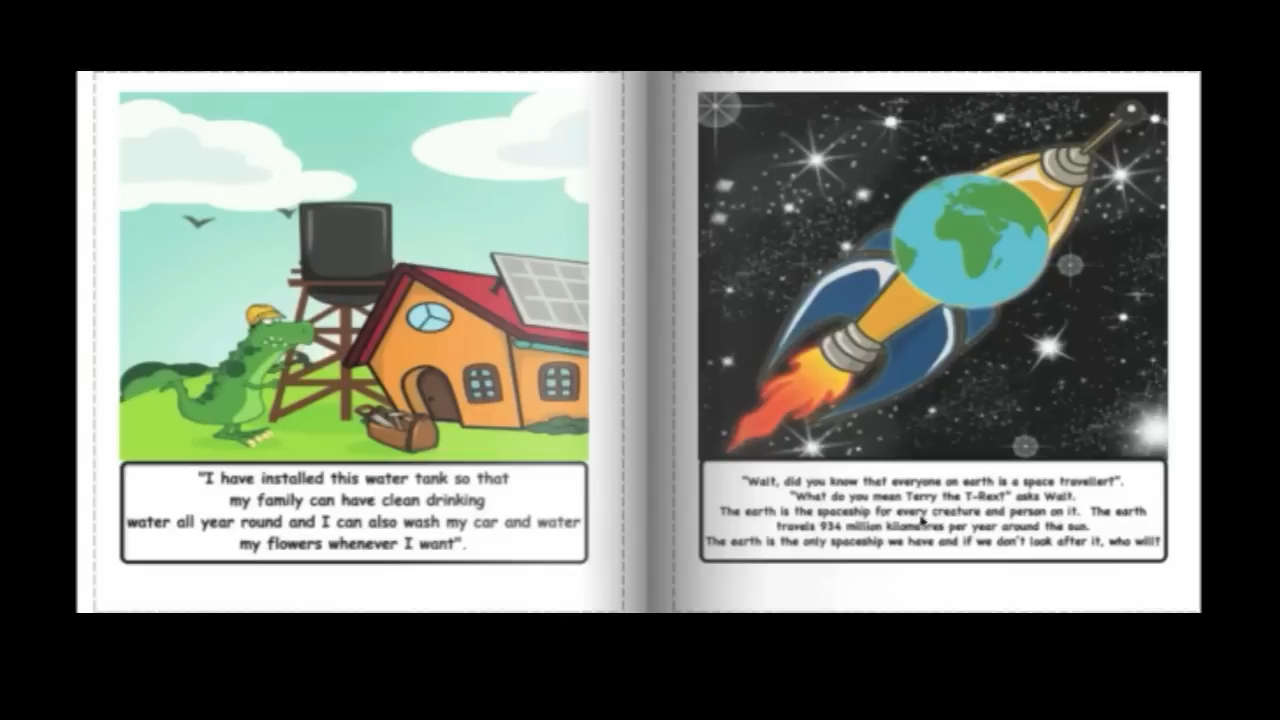 "I have installed this water tank so that
my family can have clean drinking
water all year round and I can also wash my car and water
my flowers whenever I want".
"Wait, did you know that everyone on earth is a space traveller?".
"What do you mean Terry the T-Rex?" asks Walt.
The earth is the spaceship for every creature and person on it. The earth
travels 934 million kilometres per year around the sun.
The earth is the only spaceship we have and if we don't look after it, who will?